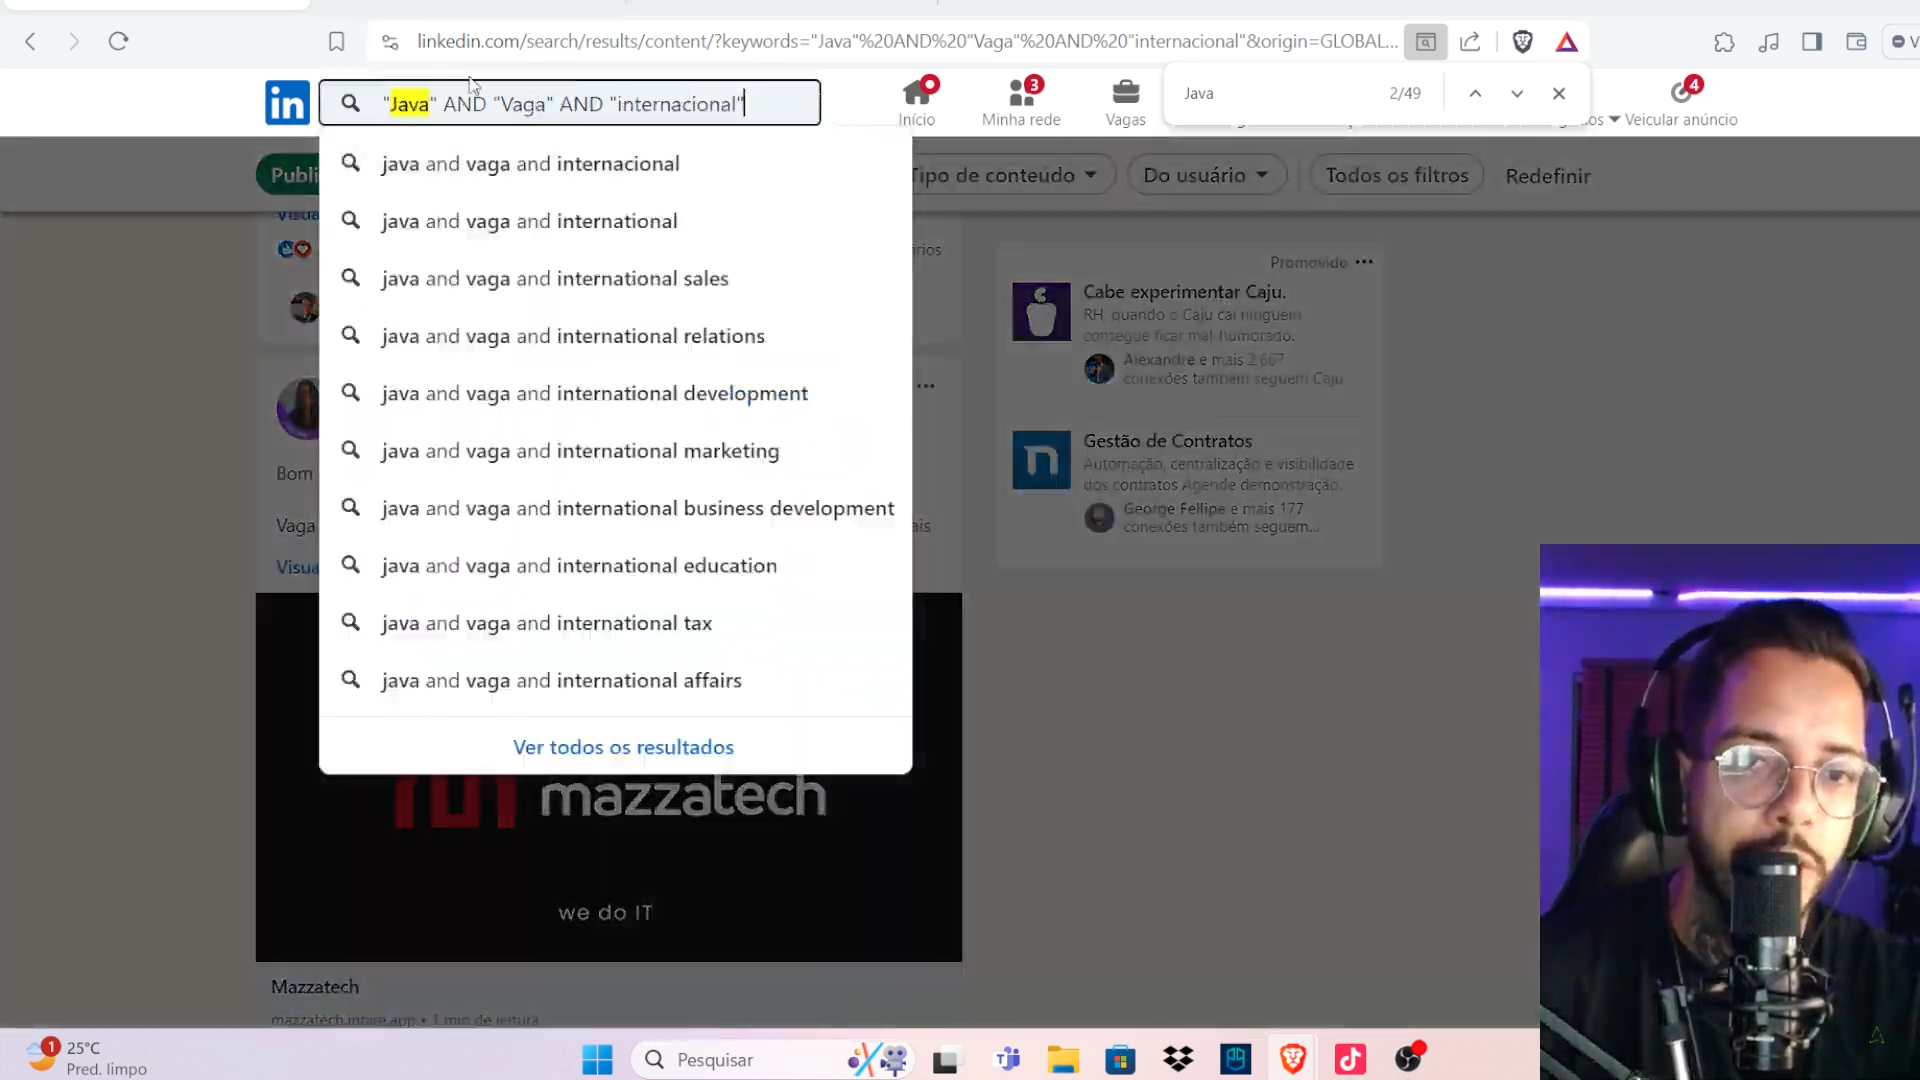 linkedin.com/search/results/content/?keywords="Java"%20AND%20"Vaga"%20AND%20"internacional"&origin=GLOBAL...
V
"Java" AND "Vaga" AND "internacional"
Início
3
Minha rede
Vagas
Java
2/49
4
Veicular anúncio
Publi
Tipo de conteúdo
Do usuário
Todos os filtros
Redefinir
java and vaga and internacional
java and vaga and international
java and vaga and international sales
java and vaga and international relations
java and vaga and international development
java and vaga and international marketing
java and vaga and international business development
java and vaga and international education
java and vaga and international tax
java and vaga and international affairs
Ver todos os resultados
Visua
Bom
Vaga
Visua
Promovido
Cabe experimentar Caju.
RH, quando o Caju cai ninguem
consegue ficar mal-humorado.
Alexandre e mais 2.667
conexões também seguem Caju
Gestão de Contratos
Automação, centralização e visibilidade
dos contratos Agende demonstração.
George Fellipe e mais 177
conexões também seguem...
mazzatech
we do IT
Mazzatech
mazzatech.inhire.app • 1 min de leitura
1
25°C
Pred. limpo
Pesquisar